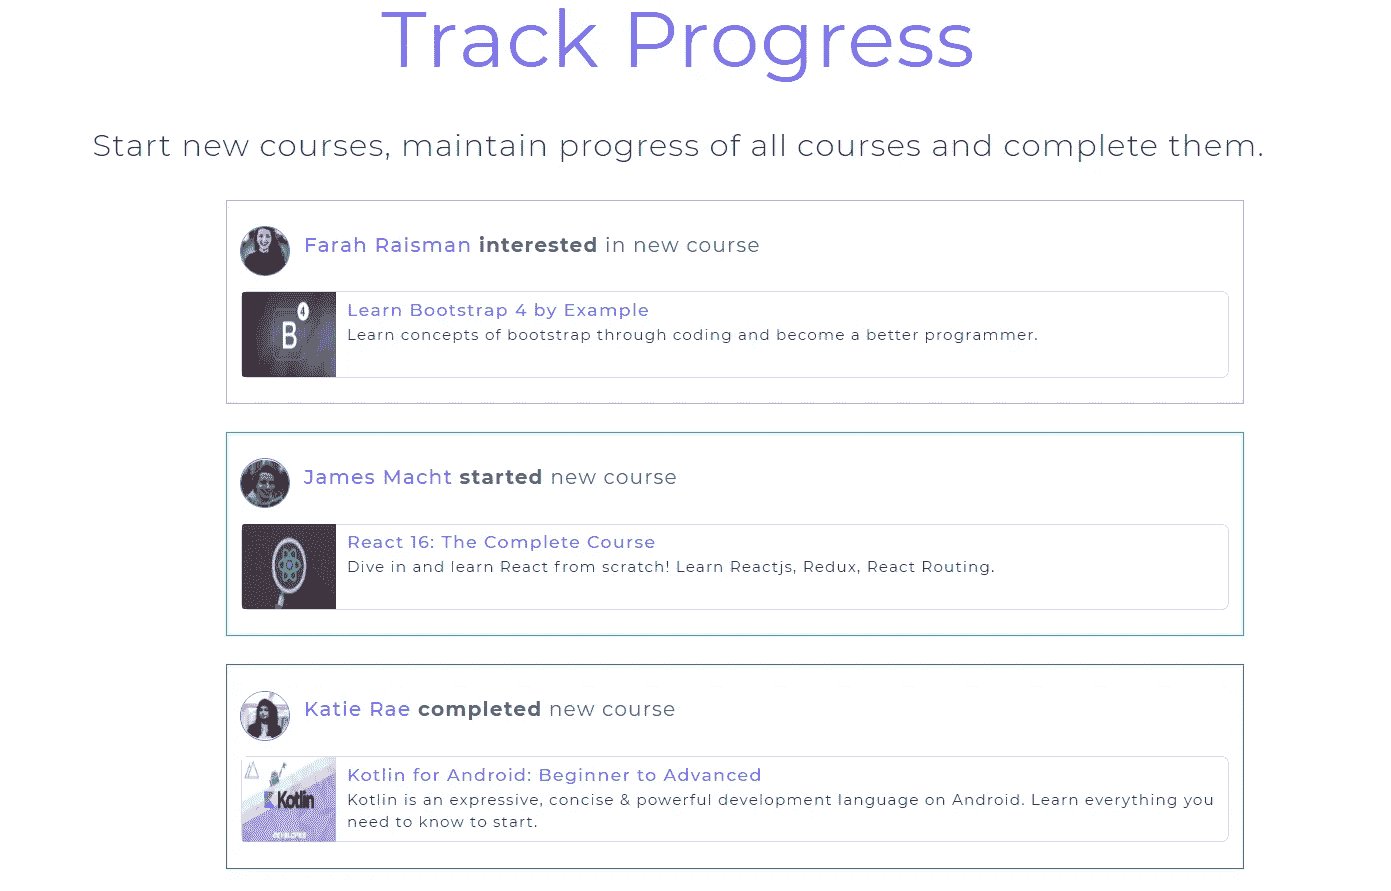 Track Progress
Start new courses, maintain progress of all courses and complete them.
Farah Raisman interested in new course
4
B
Learn Bootstrap 4 by Example
Learn concepts of bootstrap through coding and become a better programmer.
James Macht started new course
React 16: The Complete Course
Dive in and learn React from scratch! Learn Reactjs, Redux, React Routing.
Katie Rae completed new course
Kotlin
Kotlin for Android: Beginner to Advanced
Kotlin is an expressive, concise & powerful development language on Android. Learn everything you
need to know to start.